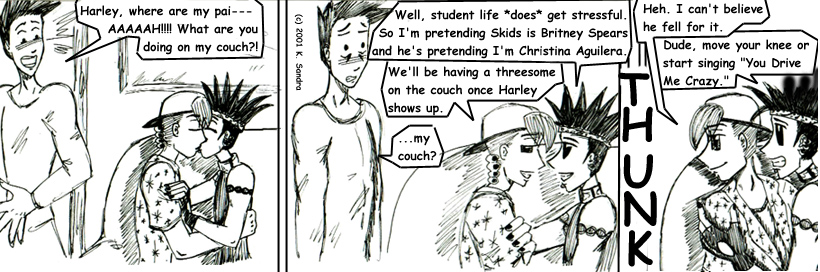 Harley, where are my pai---
AAAAAH!!!! What are you
doing on my couch?!
(c) 2001 K. Sandra
Well, student life *does* get stressful.
So I'm pretending Skids is Britney Spears
and he's pretending I'm Christina Aguilera.
We'll be having a threesome
on the couch once Harley
shows up.
...my
couch?
THUNK
Heh. I can't believe
he fell for it.
Dude, move your knee or
start singing "You Drive
Me Crazy."